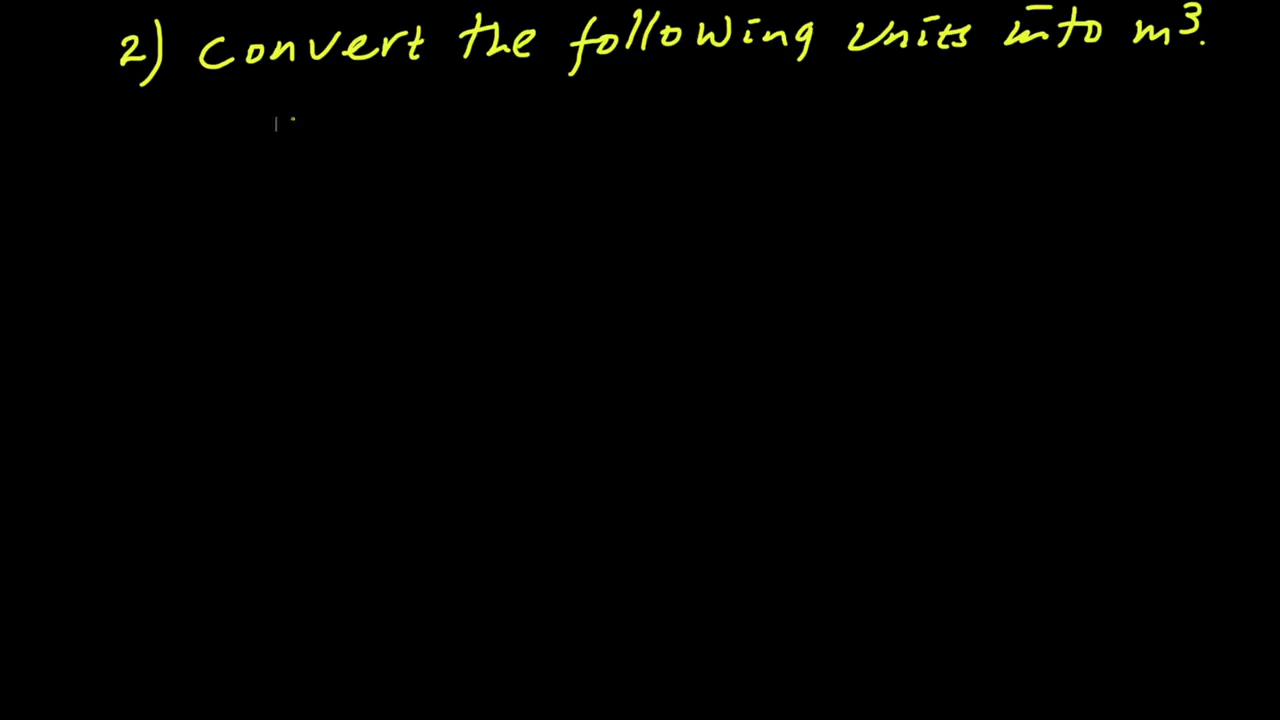 2) Convert the following units into m³.